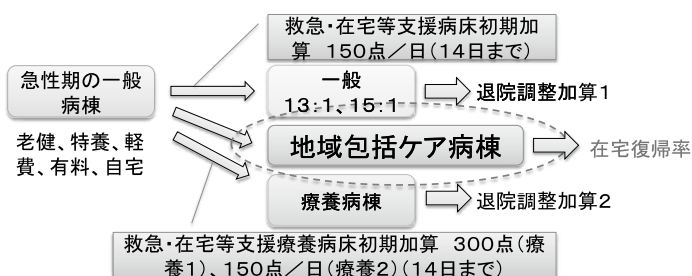 救急・在宅等支援病床初期加
算　150点／日（14日まで）
急性期の一般
病棟
一般
13：1、15：1
退院調整加算1
老健、特養、軽
費、有料、自宅
地域包括ケア病棟
在宅復帰率
療養病棟
退院調整加算2
救急・在宅等支援療養病床初期加算　300点（療
養1）、150点／日（療養2）（14日まで）